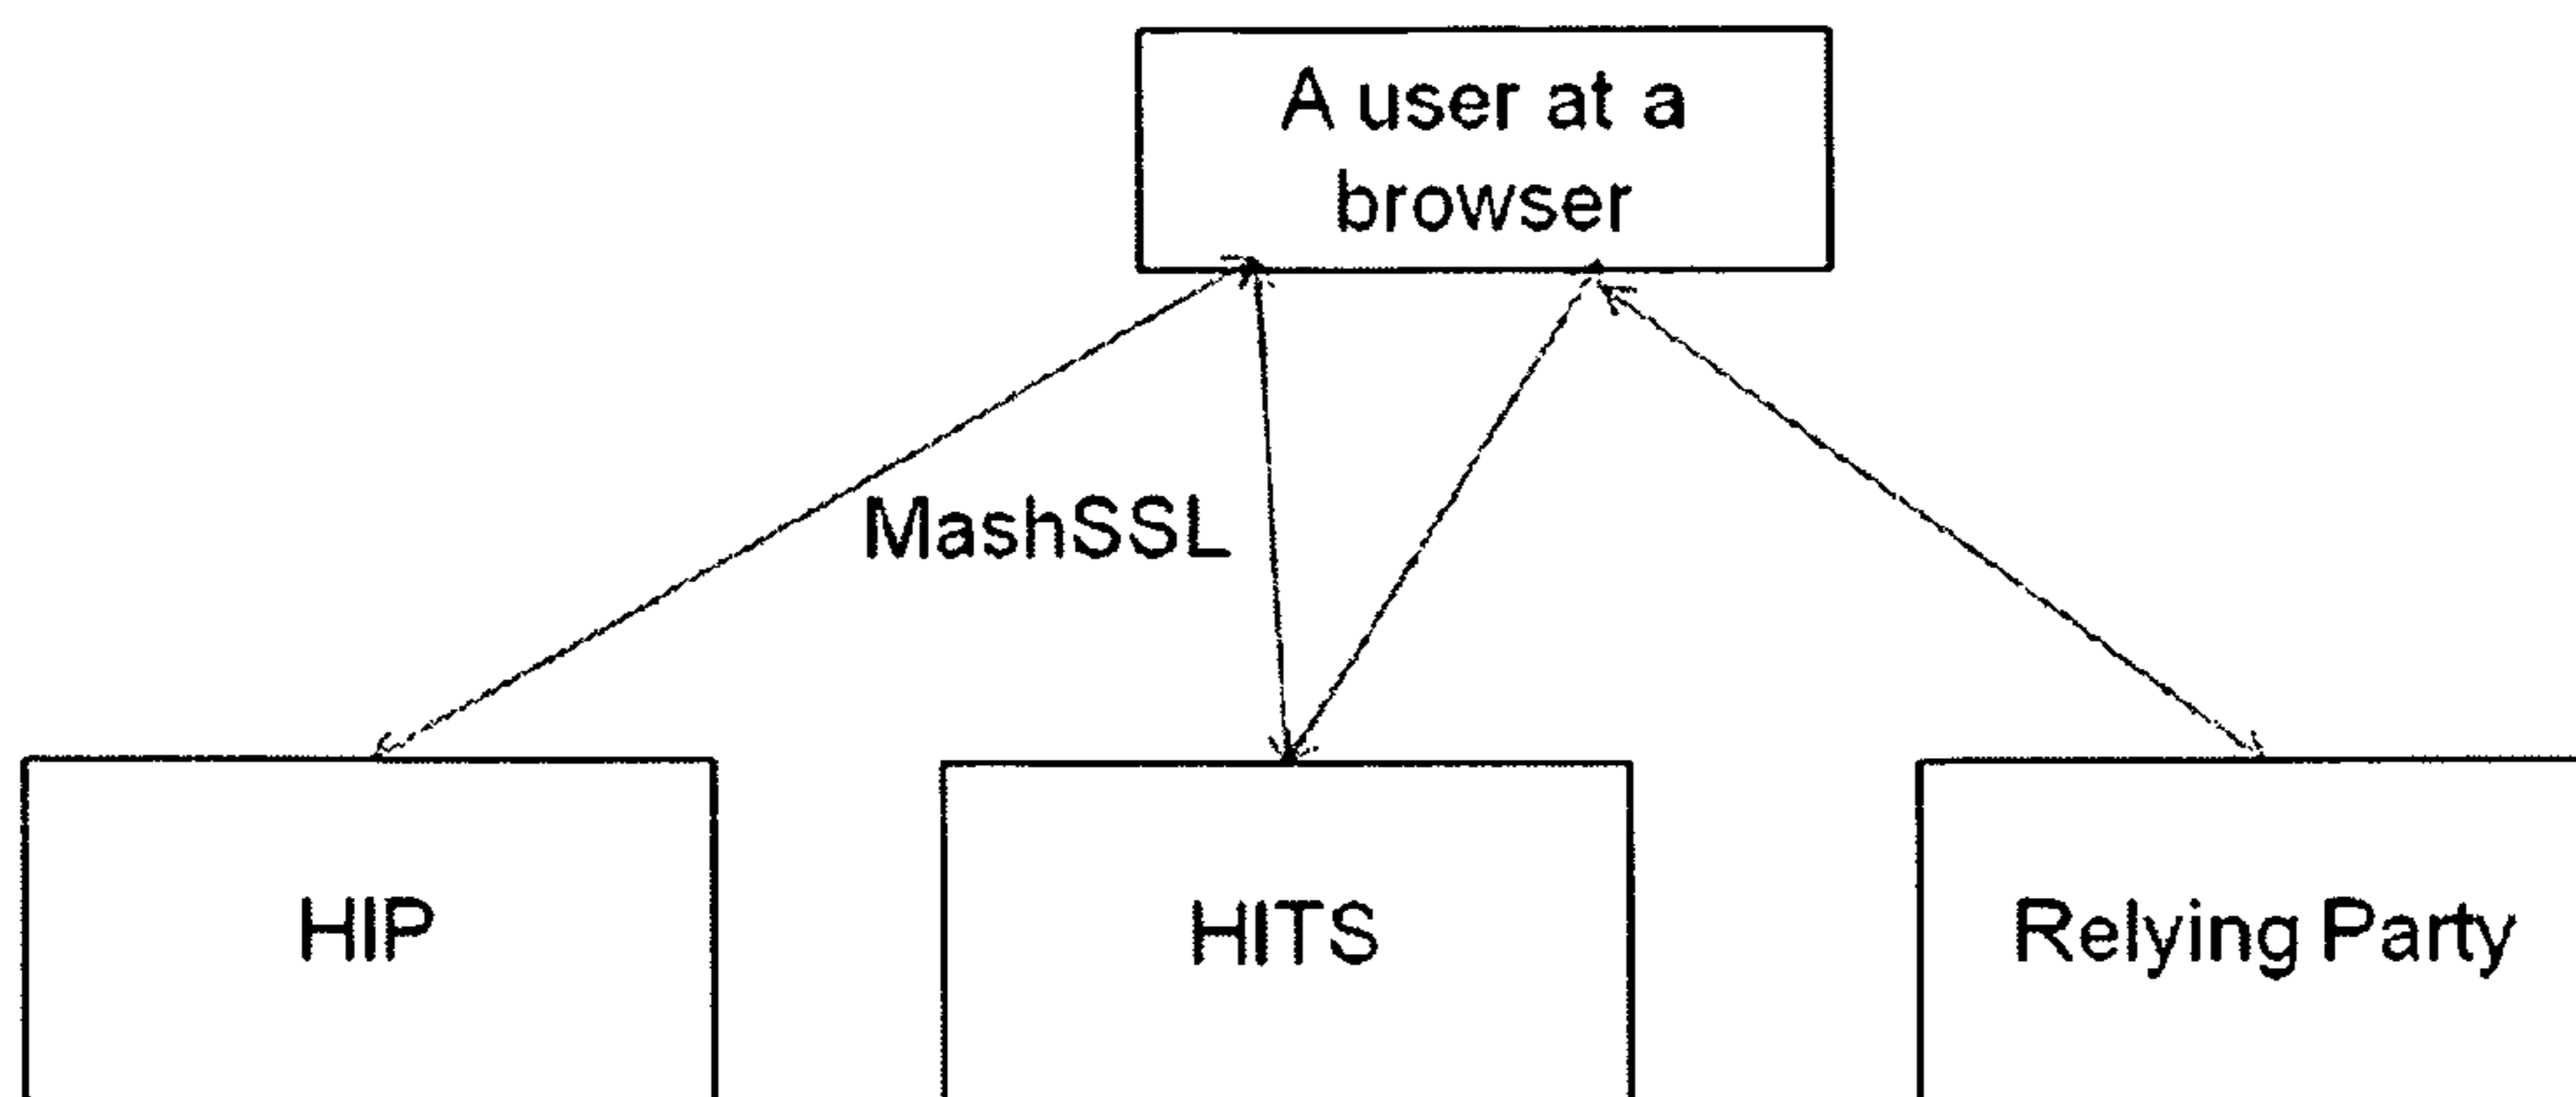 A user at a
browser
MashSSL
HIP
HITS
Relying Party